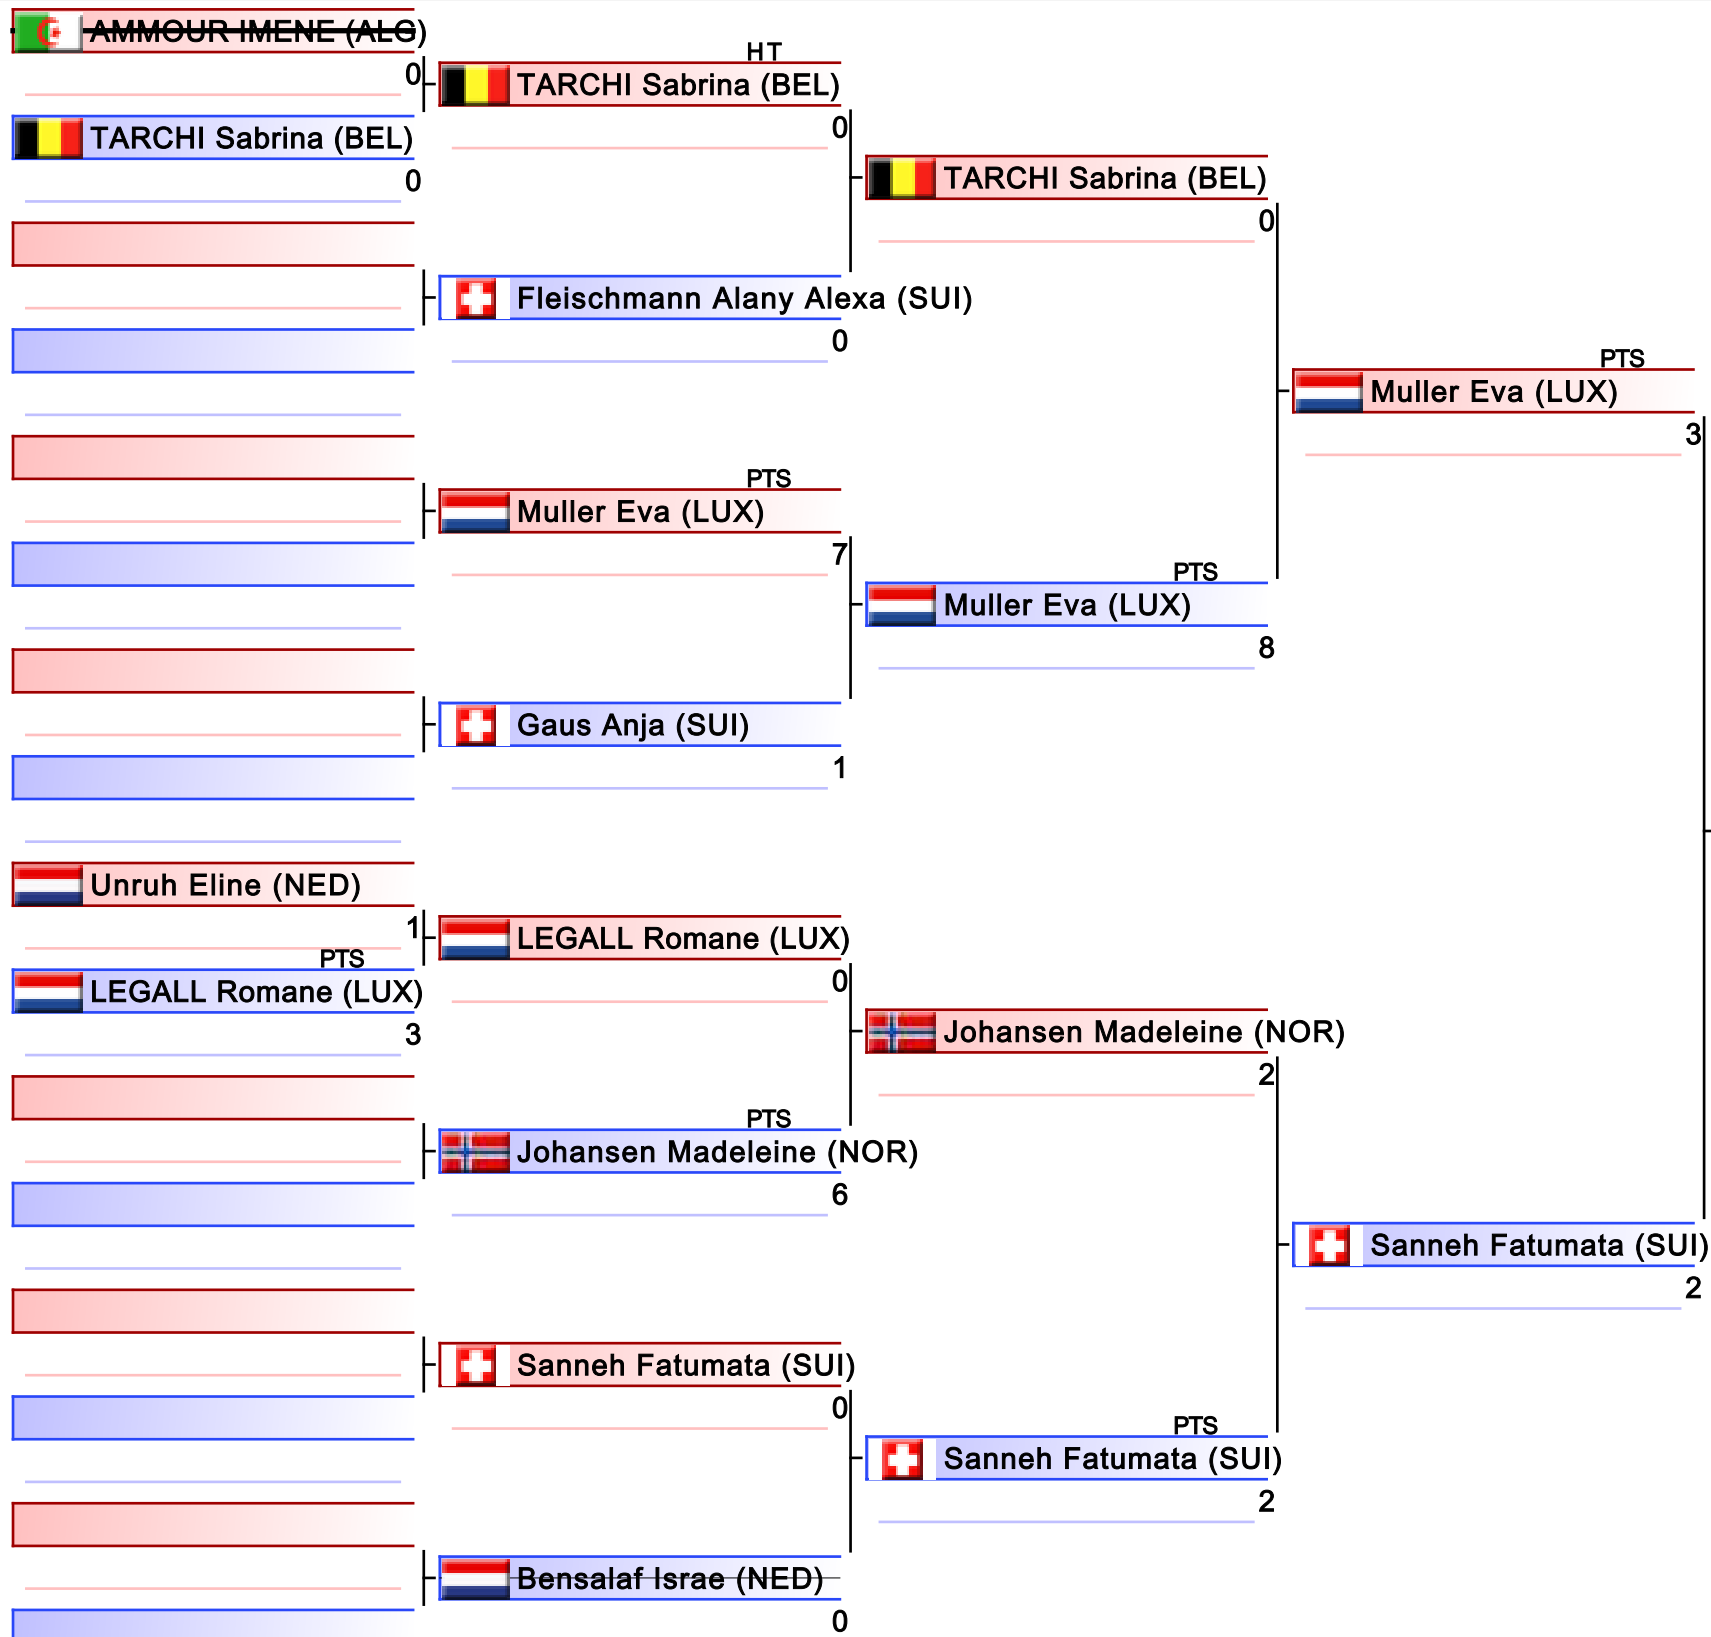 AMMOUR IMENE (ALG)
0
TARCHI Sabrina (BEL)
0
Unruh Eline (NED)
1
PTS
LEGALL Romane (LUX)
3
HT
TARCHI Sabrina (BEL)
0
Fleischmann Alany Alexa (SUI)
0
PTS
Muller Eva (LUX)
7
Gaus Anja (SUI)
1
LEGALL Romane (LUX)
0
PTS
Johansen Madeleine (NOR)
6
Sanneh Fatumata (SUI)
0
Bensalaf Israe (NED)
0
TARCHI Sabrina (BEL)
0
PTS
Muller Eva (LUX)
8
Johansen Madeleine (NOR)
2
PTS
Sanneh Fatumata (SUI)
2
PTS
Muller Eva (LUX)
3
Sanneh Fatumata (SUI)
2